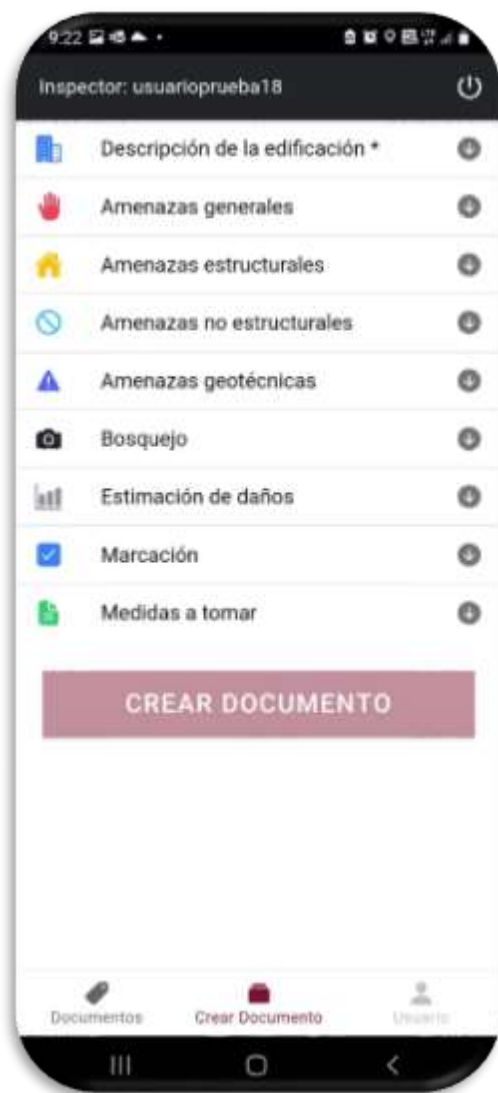 9:22
Inspector: usuarioprueba18
Descripción de la edificación *
Amenazas generales
Amenazas estructurales
Amenazas no estructurales
Amenazas geotécnicas
Bosquejo
Estimación de daños
Marcación
Medidas a tomar
CREAR DOCUMENTO
Documentos Crear Documento Usuario